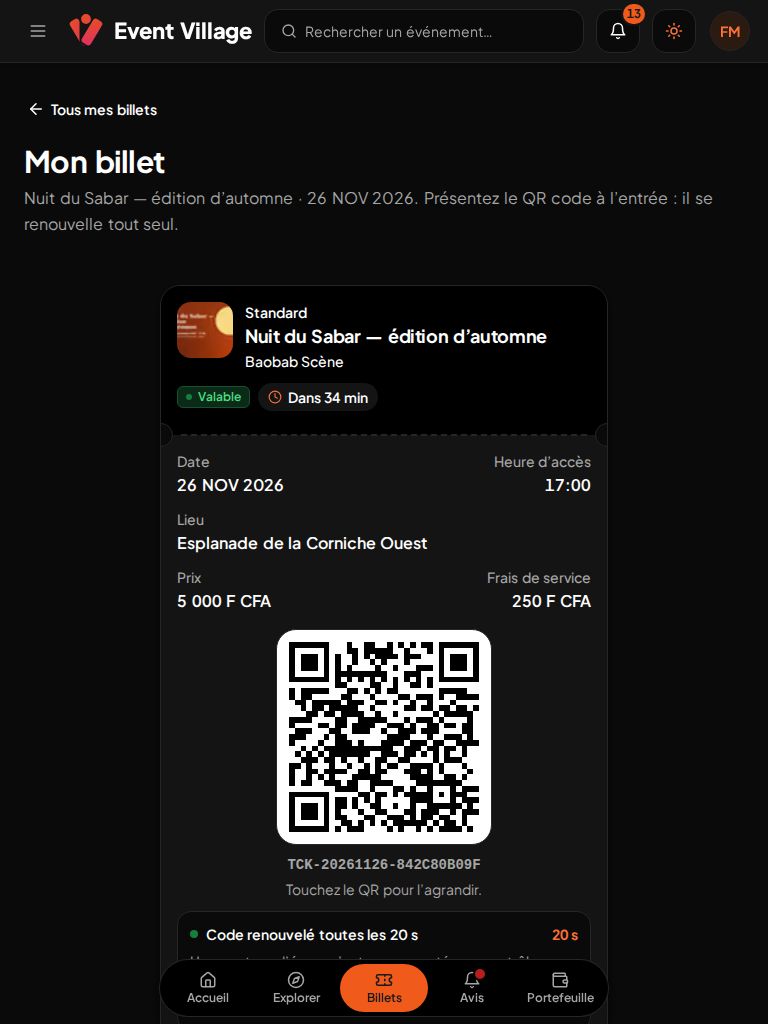 Event Village
Rechercher un événement…
13
FM
Tous mes billets
Mon billet
Nuit du Sabar — édition d’automne · 26 NOV 2026. Présentez le QR code à l’entrée : il se
renouvelle tout seul.
Standard
Nuit du Sabar — édition d’automne
Baobab Scène
Valable
Dans 34 min
Date
Heure d’accès
26 NOV 2026
17:00
Lieu
Esplanade de la Corniche Ouest
Prix
Frais de service
5 000 F CFA
250 F CFA
TCK-20261126-842C80B09F
Touchez le QR pour l’agrandir.
Code renouvelé toutes les 20 s
20 s
Accueil
Explorer
Billets
Avis
Portefeuille